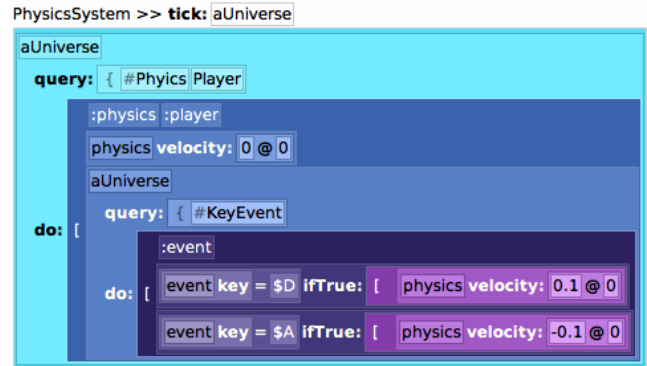 PhysicsSystem >> tick: aUniverse
aUniverse
query: { #Phyics Player
:physics :player
physics velocity: 0 @ 0
aUniverse
query: { #KeyEvent
do: [
:event
do: [ event key = $D ifTrue: [ physics velocity: 0.1 @ 0
event key = $A ifTrue: [ physics velocity: -0.1 @ 0